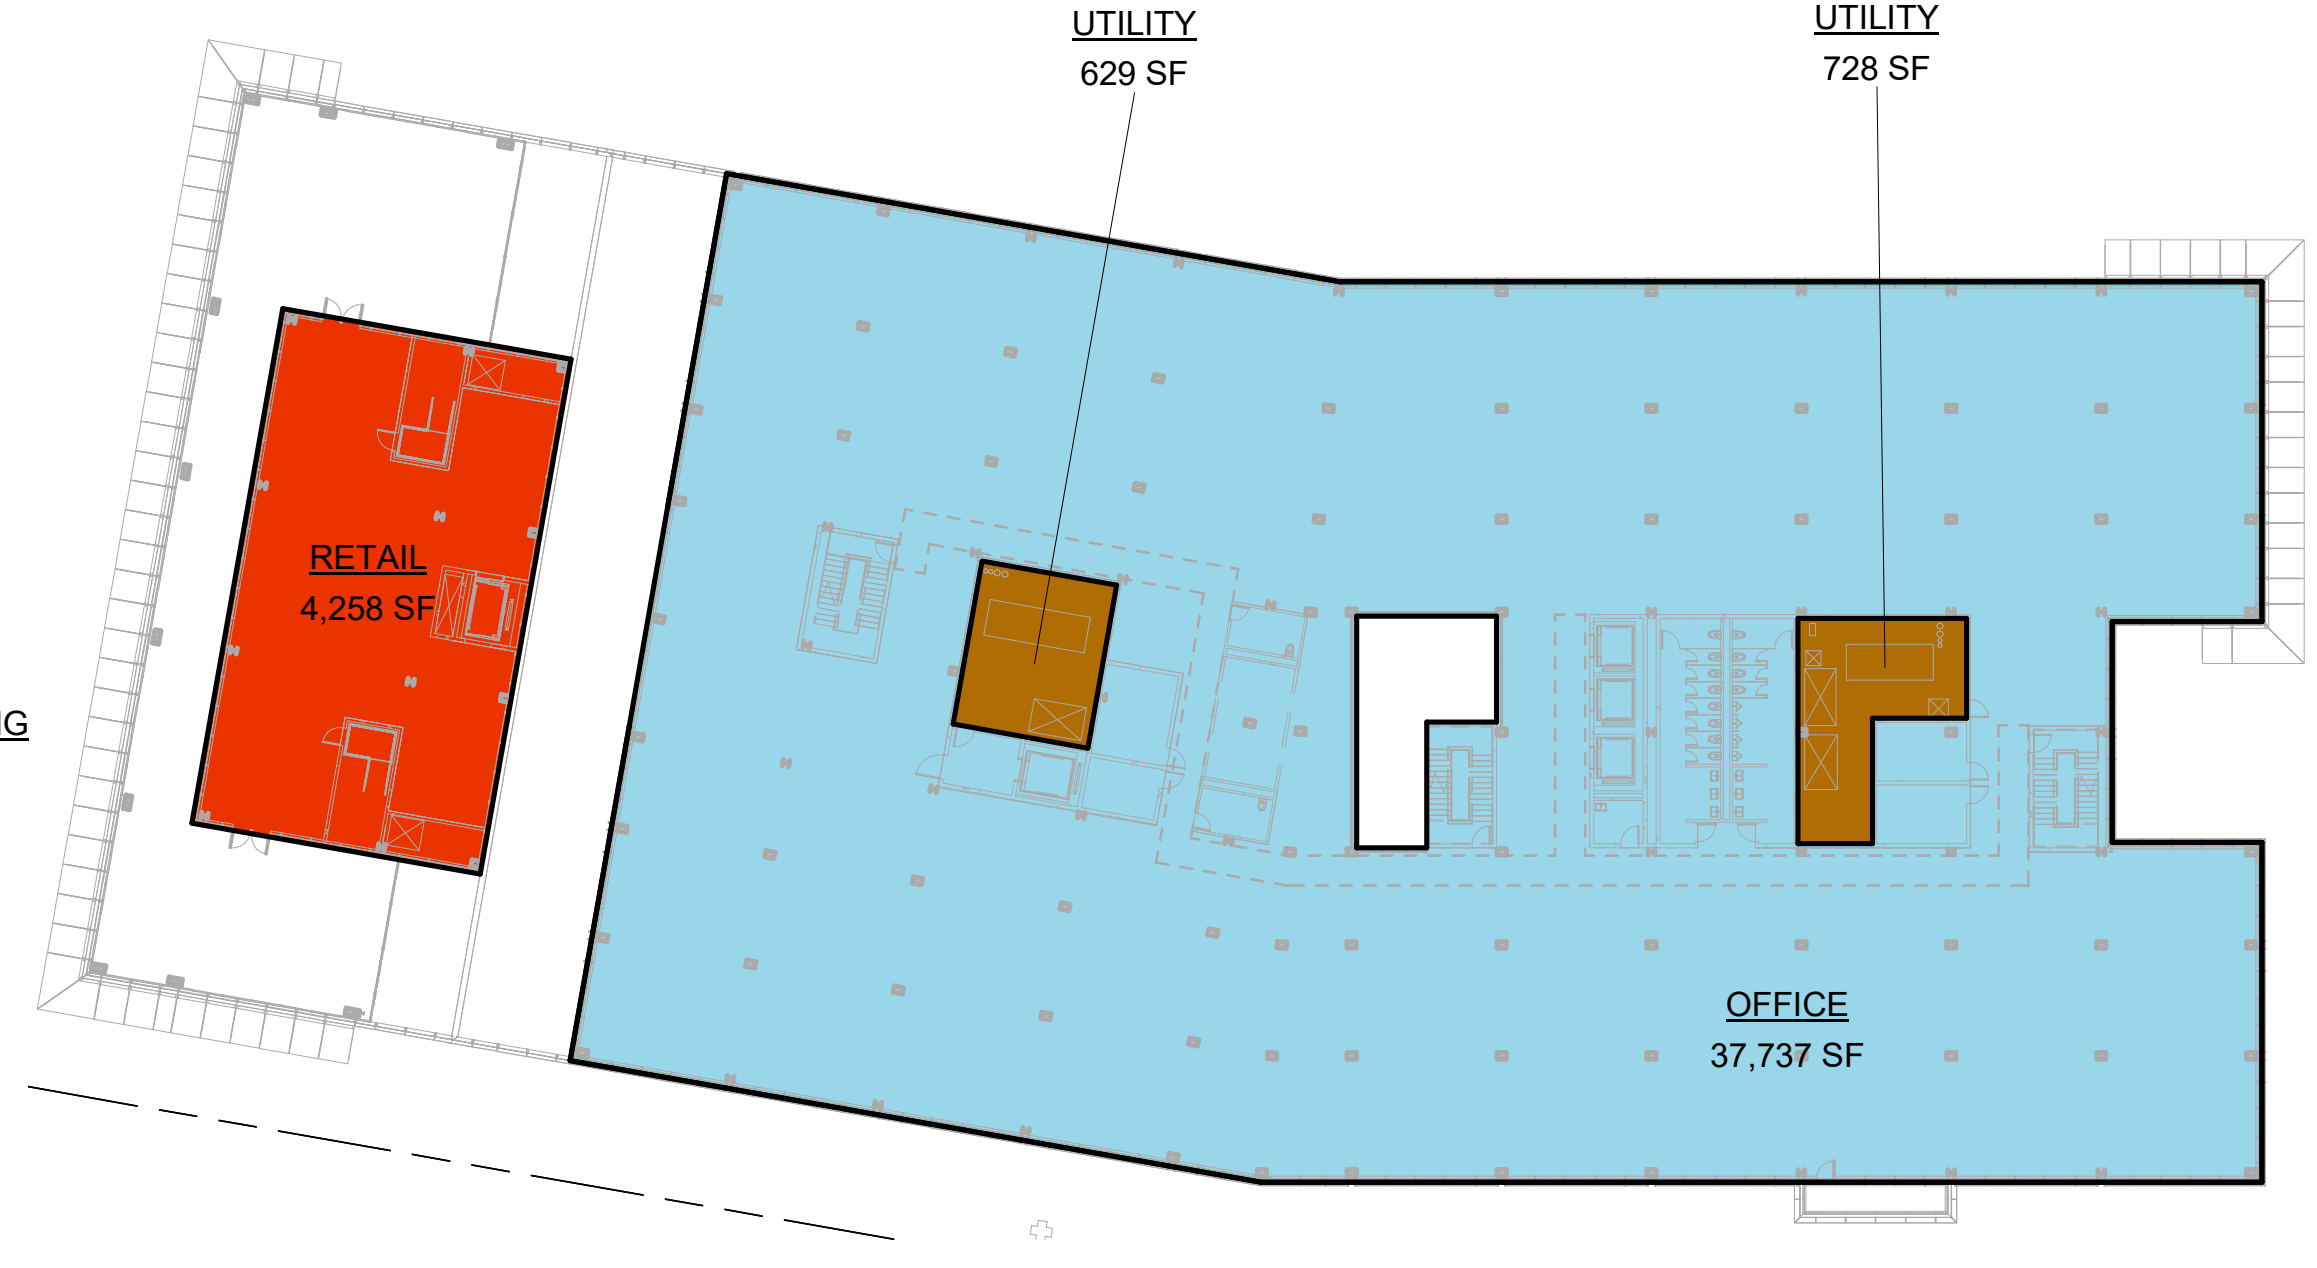 UTILITY
629 SF
UTILITY
728 SF
RETAIL
4,258 SF
OFFICE
37,737 SF